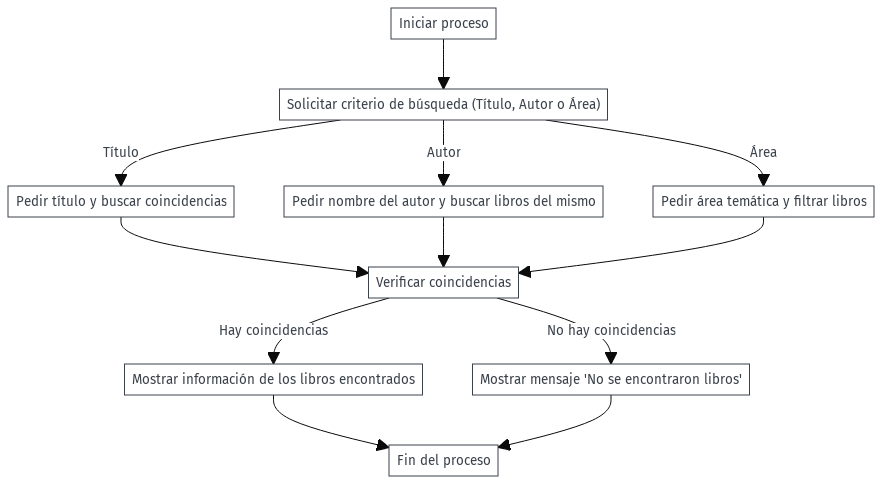 Iniciar proceso
Solicitar criterio de búsqueda (Título, Autor o Área)
Título
Autor
Área
Pedir título y buscar coincidencias
Pedir nombre del autor y buscar libros del mismo
Pedir área temática y filtrar libros
Verificar coincidencias
Hay coincidencias
No hay coincidencias
Mostrar información de los libros encontrados
Mostrar mensaje 'No se encontraron libros'
Fin del proceso